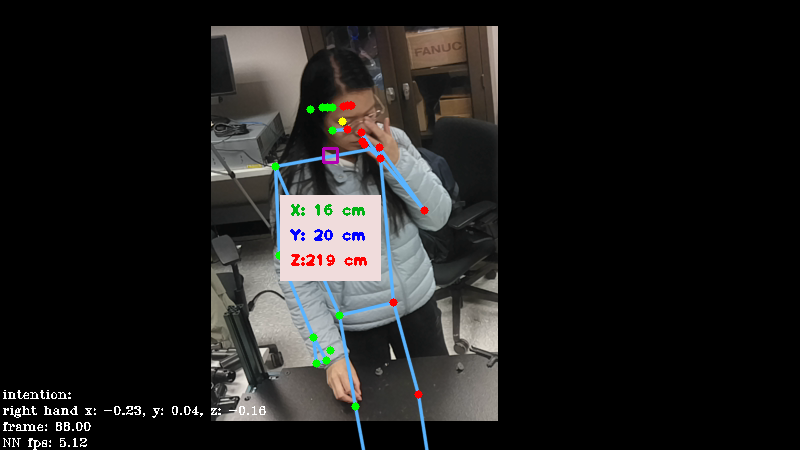 FANUC
X: 16 cm
Y: 20 cm
Z:219 cm
intention:
right hand x: -0.23, y: 0.04, z: -0.16
frame: 88.00
NN fps: 5.12